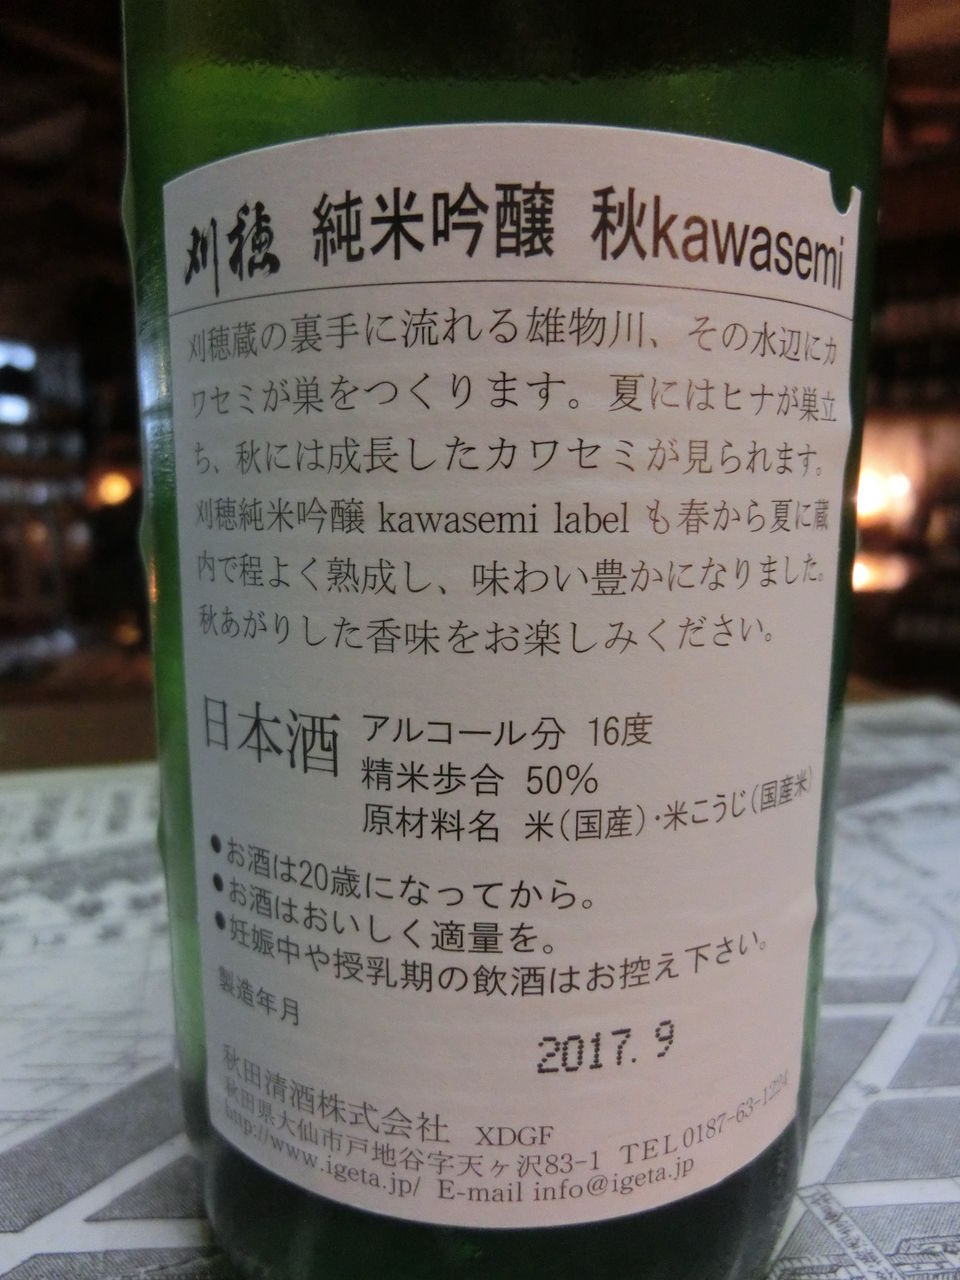 刈穂 純米吟醸 秋kawasemi
刈穂蔵の裏手に流れる雄物川、その水辺にカ
ワセミが巣をつくります。夏にはヒナが巣立
ち、秋には成長したカワセミが見られます。
刈穂純米吟醸 kawasemi label も春から夏に蔵
内で程よく熟成し、味わい豊かになりました。
秋あがりした香味をお楽しみください。
日本酒
アルコール分 16度
精米歩合 50%
原材料名 米(国産)・米こうじ(国産米)
●お酒は20歳になってから。
●お酒はおいしく適量を。
●妊娠中や授乳期の飲酒はお控え下さい。
製造年月
2017. 9
秋田清酒株式会社 XDGF
秋田県大仙市戸地谷字天ヶ沢83-1 TEL0187-63-1224
http://www.igeta.jp/ E-mail info@igeta.jp